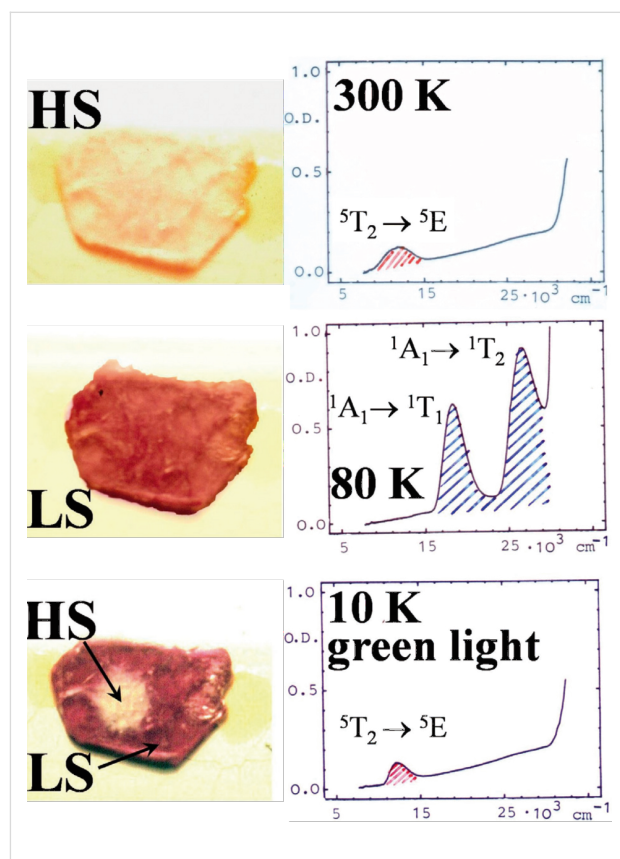 HS
1.0
300 K
O.D.
0.5
⁵T₂ → ⁵E
0.0
5 15 25 · 10³ cm⁻¹
LS
1.0
¹A₁→ ¹T₂
O.D.
¹A₁→ ¹T₁
0.5
80 K
0.0
5 15 25 · 10³ cm⁻¹
HS
LS
1.0
10 K
O.D.
green light
0.5
⁵T₂ → ⁵E
0.0
5 15 25 · 10³ cm⁻¹